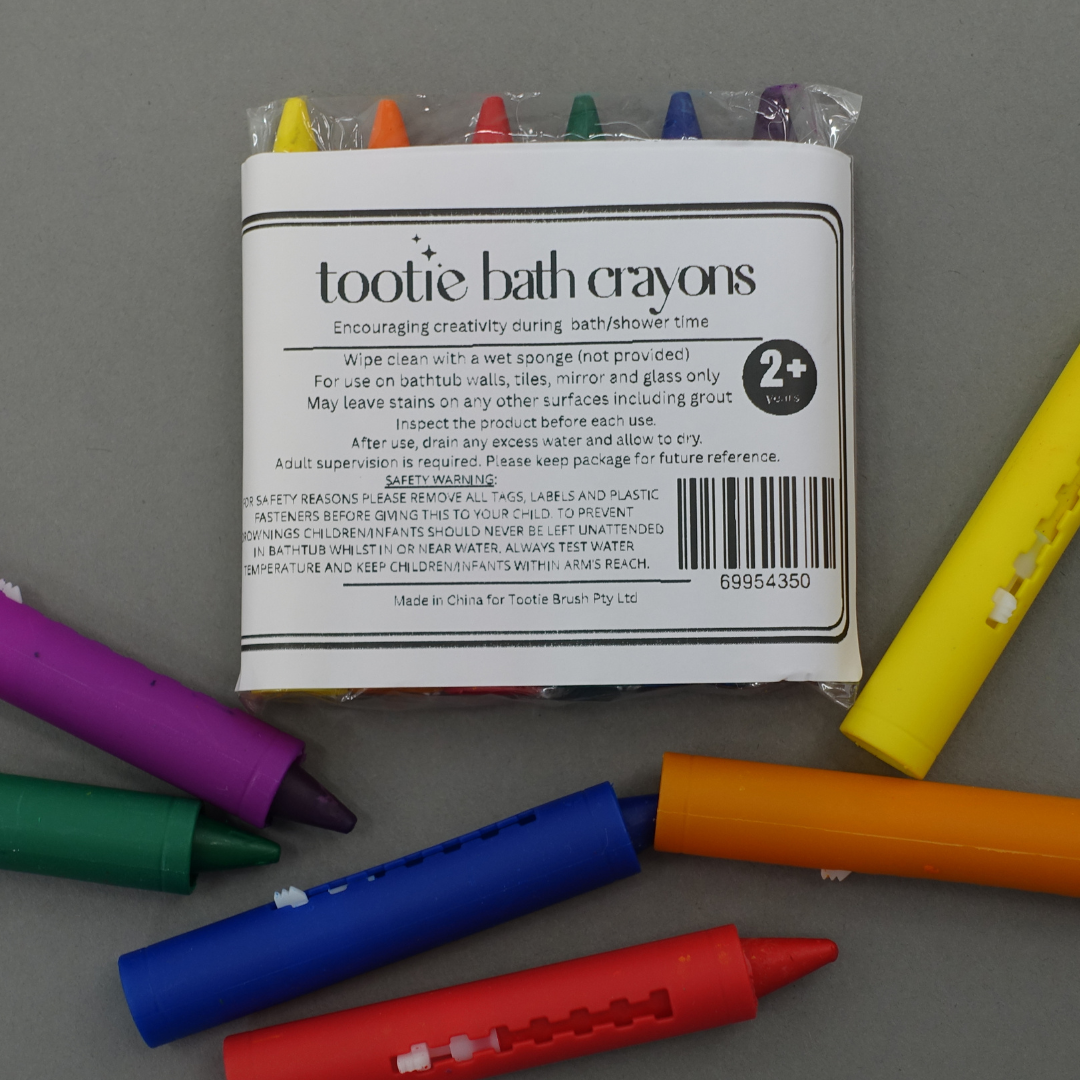 tootie bath crayons
Encouraging creativity during bath/shower time
Wipe clean with a wet sponge (not provided)
For use on bathtub walls, tiles, mirror and glass only
May leave stains on any other surfaces including grout
2+
years
Inspect the product before each use.
After use, drain any excess water and allow to dry.
Adult supervision is required. Please keep package for future reference.
SAFETY WARNING:
OR SAFETY REASONS PLEASE REMOVE ALL TAGS, LABELS AND PLASTIC
FASTENERS BEFORE GIVING THIS TO YOUR CHILD. TO PREVENT
ROWNINGS CHILDREN/INFANTS SHOULD NEVER BE LEFT UNATTENDED
IN BATHTUB WHILST IN OR NEAR WATER. ALWAYS TEST WATER
TEMPERATURE AND KEEP CHILDREN/INFANTS WITHIN ARM'S REACH.
69954350
Made in China for Tootie Brush Pty Ltd